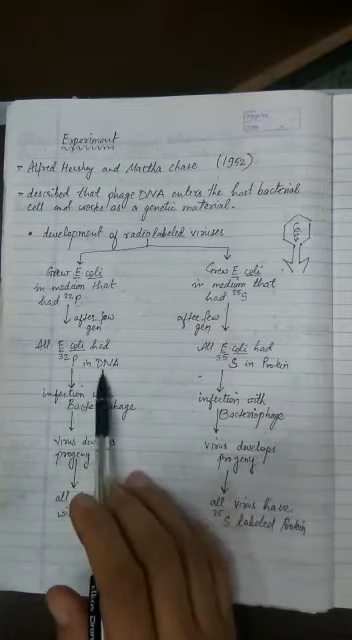 Experiment
- Alfred Hershey and Martha Chase (1952)
- described that phage DNA enters the host bacterial
cell and works as a genetic material.
• development of radiolabeled viruses
Grew E. coli
in medium that
had ³²P
after few
gen
All E. coli had
³²P in DNA
infection
Bacteriophage
virus
progeny
all
Grew E. coli
in medium that
had ³⁵S
after few
gen
All E. coli had
³⁵S in Protein
infection with
Bacteriophage
virus develops
progeny
all virus have
³⁵S labeled Protein